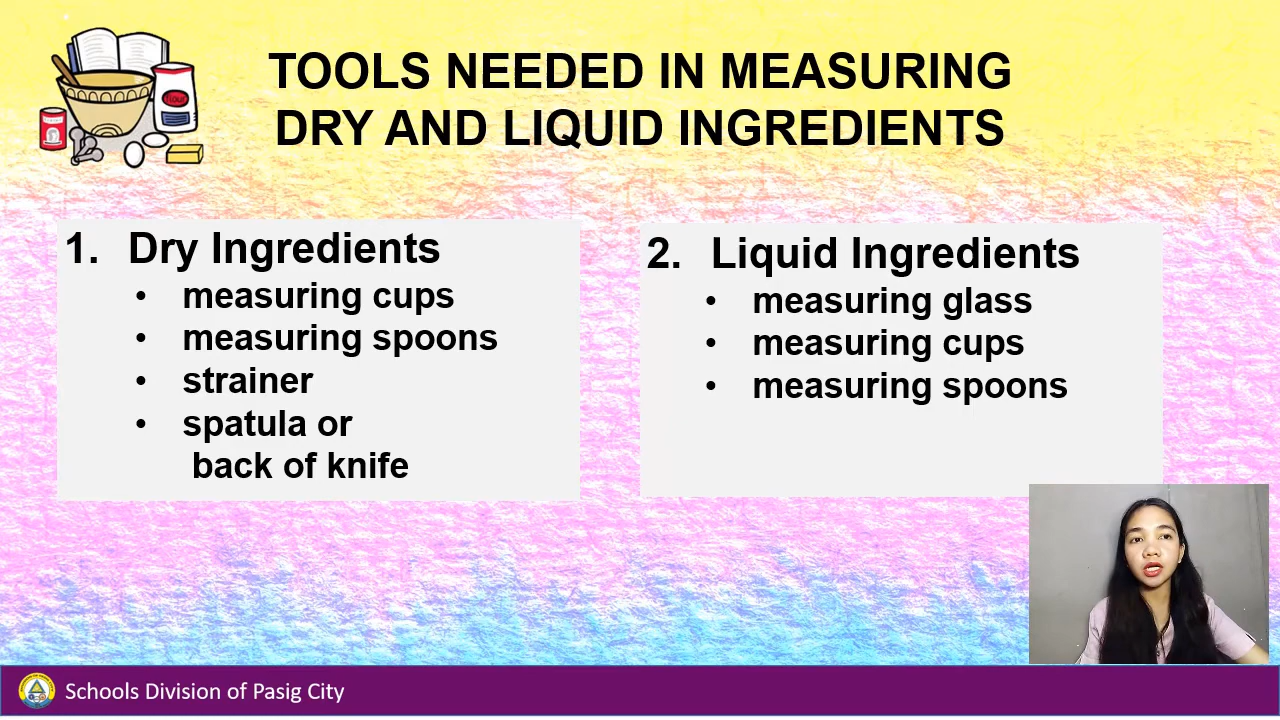 TOOLS NEEDED IN MEASURING
DRY AND LIQUID INGREDIENTS
1. Dry Ingredients
• measuring cups
• measuring spoons
• strainer
• spatula or
back of knife
2. Liquid Ingredients
• measuring glass
• measuring cups
• measuring spoons
Schools Division of Pasig City